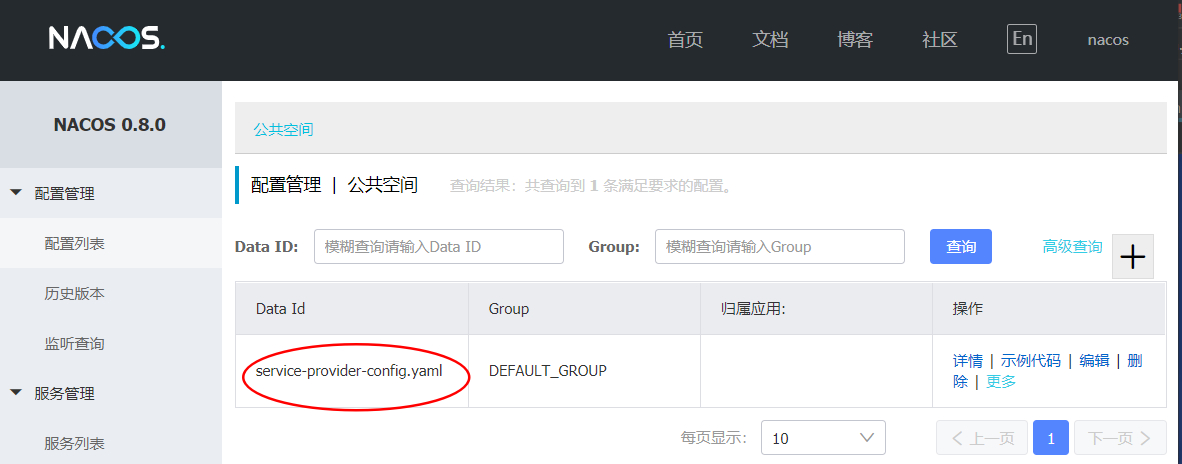 NACOS.
首页 文档 博客 社区 En nacos
NACOS 0.8.0
配置管理
配置列表
历史版本
监听查询
服务管理
服务列表
公共空间
配置管理 | 公共空间 查询结果：共查询到 1 条满足要求的配置。
Data ID: 模糊查询请输入Data ID Group: 模糊查询请输入Group 查询 高级查询
Data Id Group 归属应用: 操作
service-provider-config.yaml DEFAULT_GROUP 详情 | 示例代码 | 编辑 | 删
除 | 更多
每页显示: 10 上一页 1 下一页